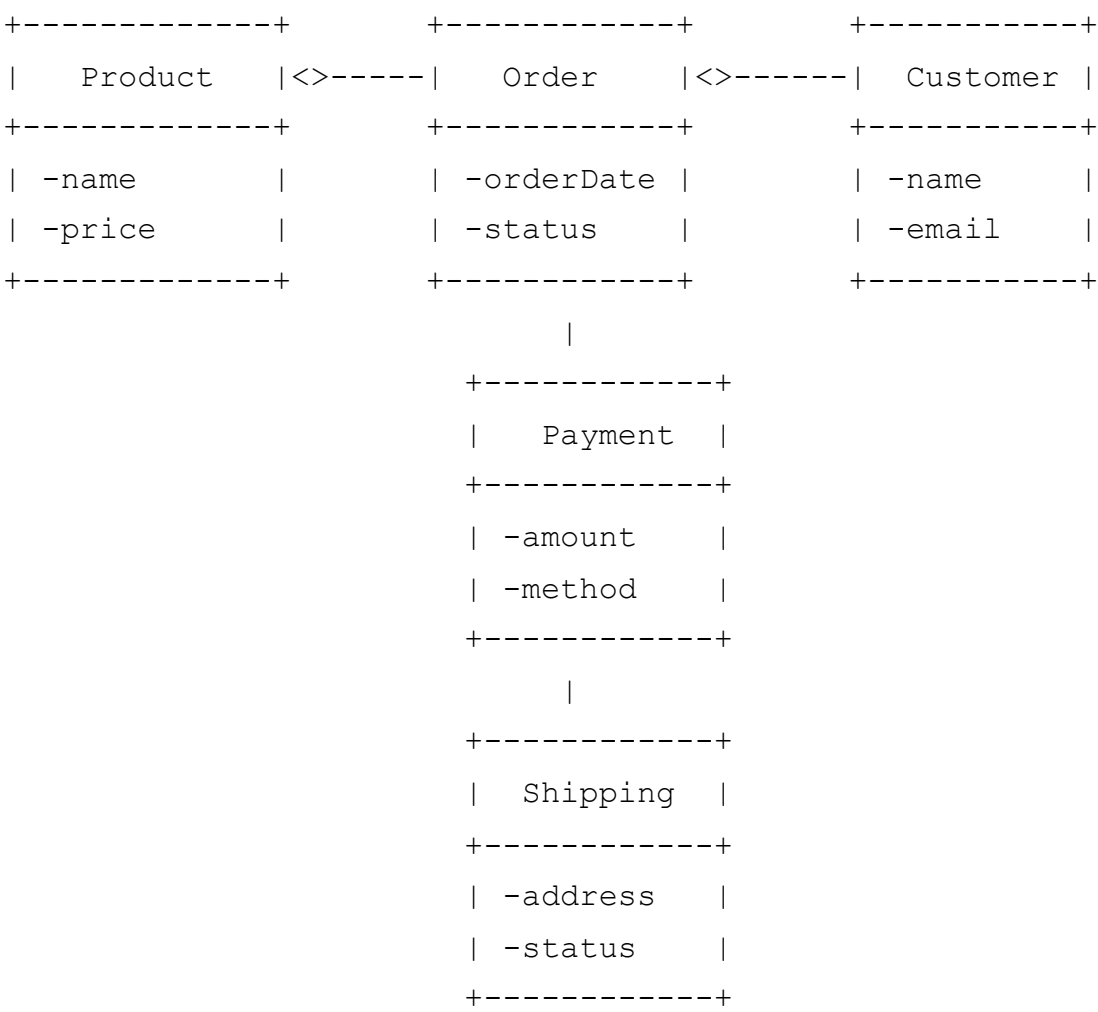 +-------------+       +------------+        +-----------+
|   Product   |<>-----|   Order    |<>------|  Customer |
+-------------+       +------------+        +-----------+
| -name       |       | -orderDate |        | -name     |
| -price      |       | -status    |        | -email    |
+-------------+       +------------+        +-----------+
                             |
                        +------------+
                        |   Payment  |
                        +------------+
                        | -amount    |
                        | -method    |
                        +------------+
                             |
                        +------------+
                        |  Shipping  |
                        +------------+
                        | -address   |
                        | -status    |
                        +------------+